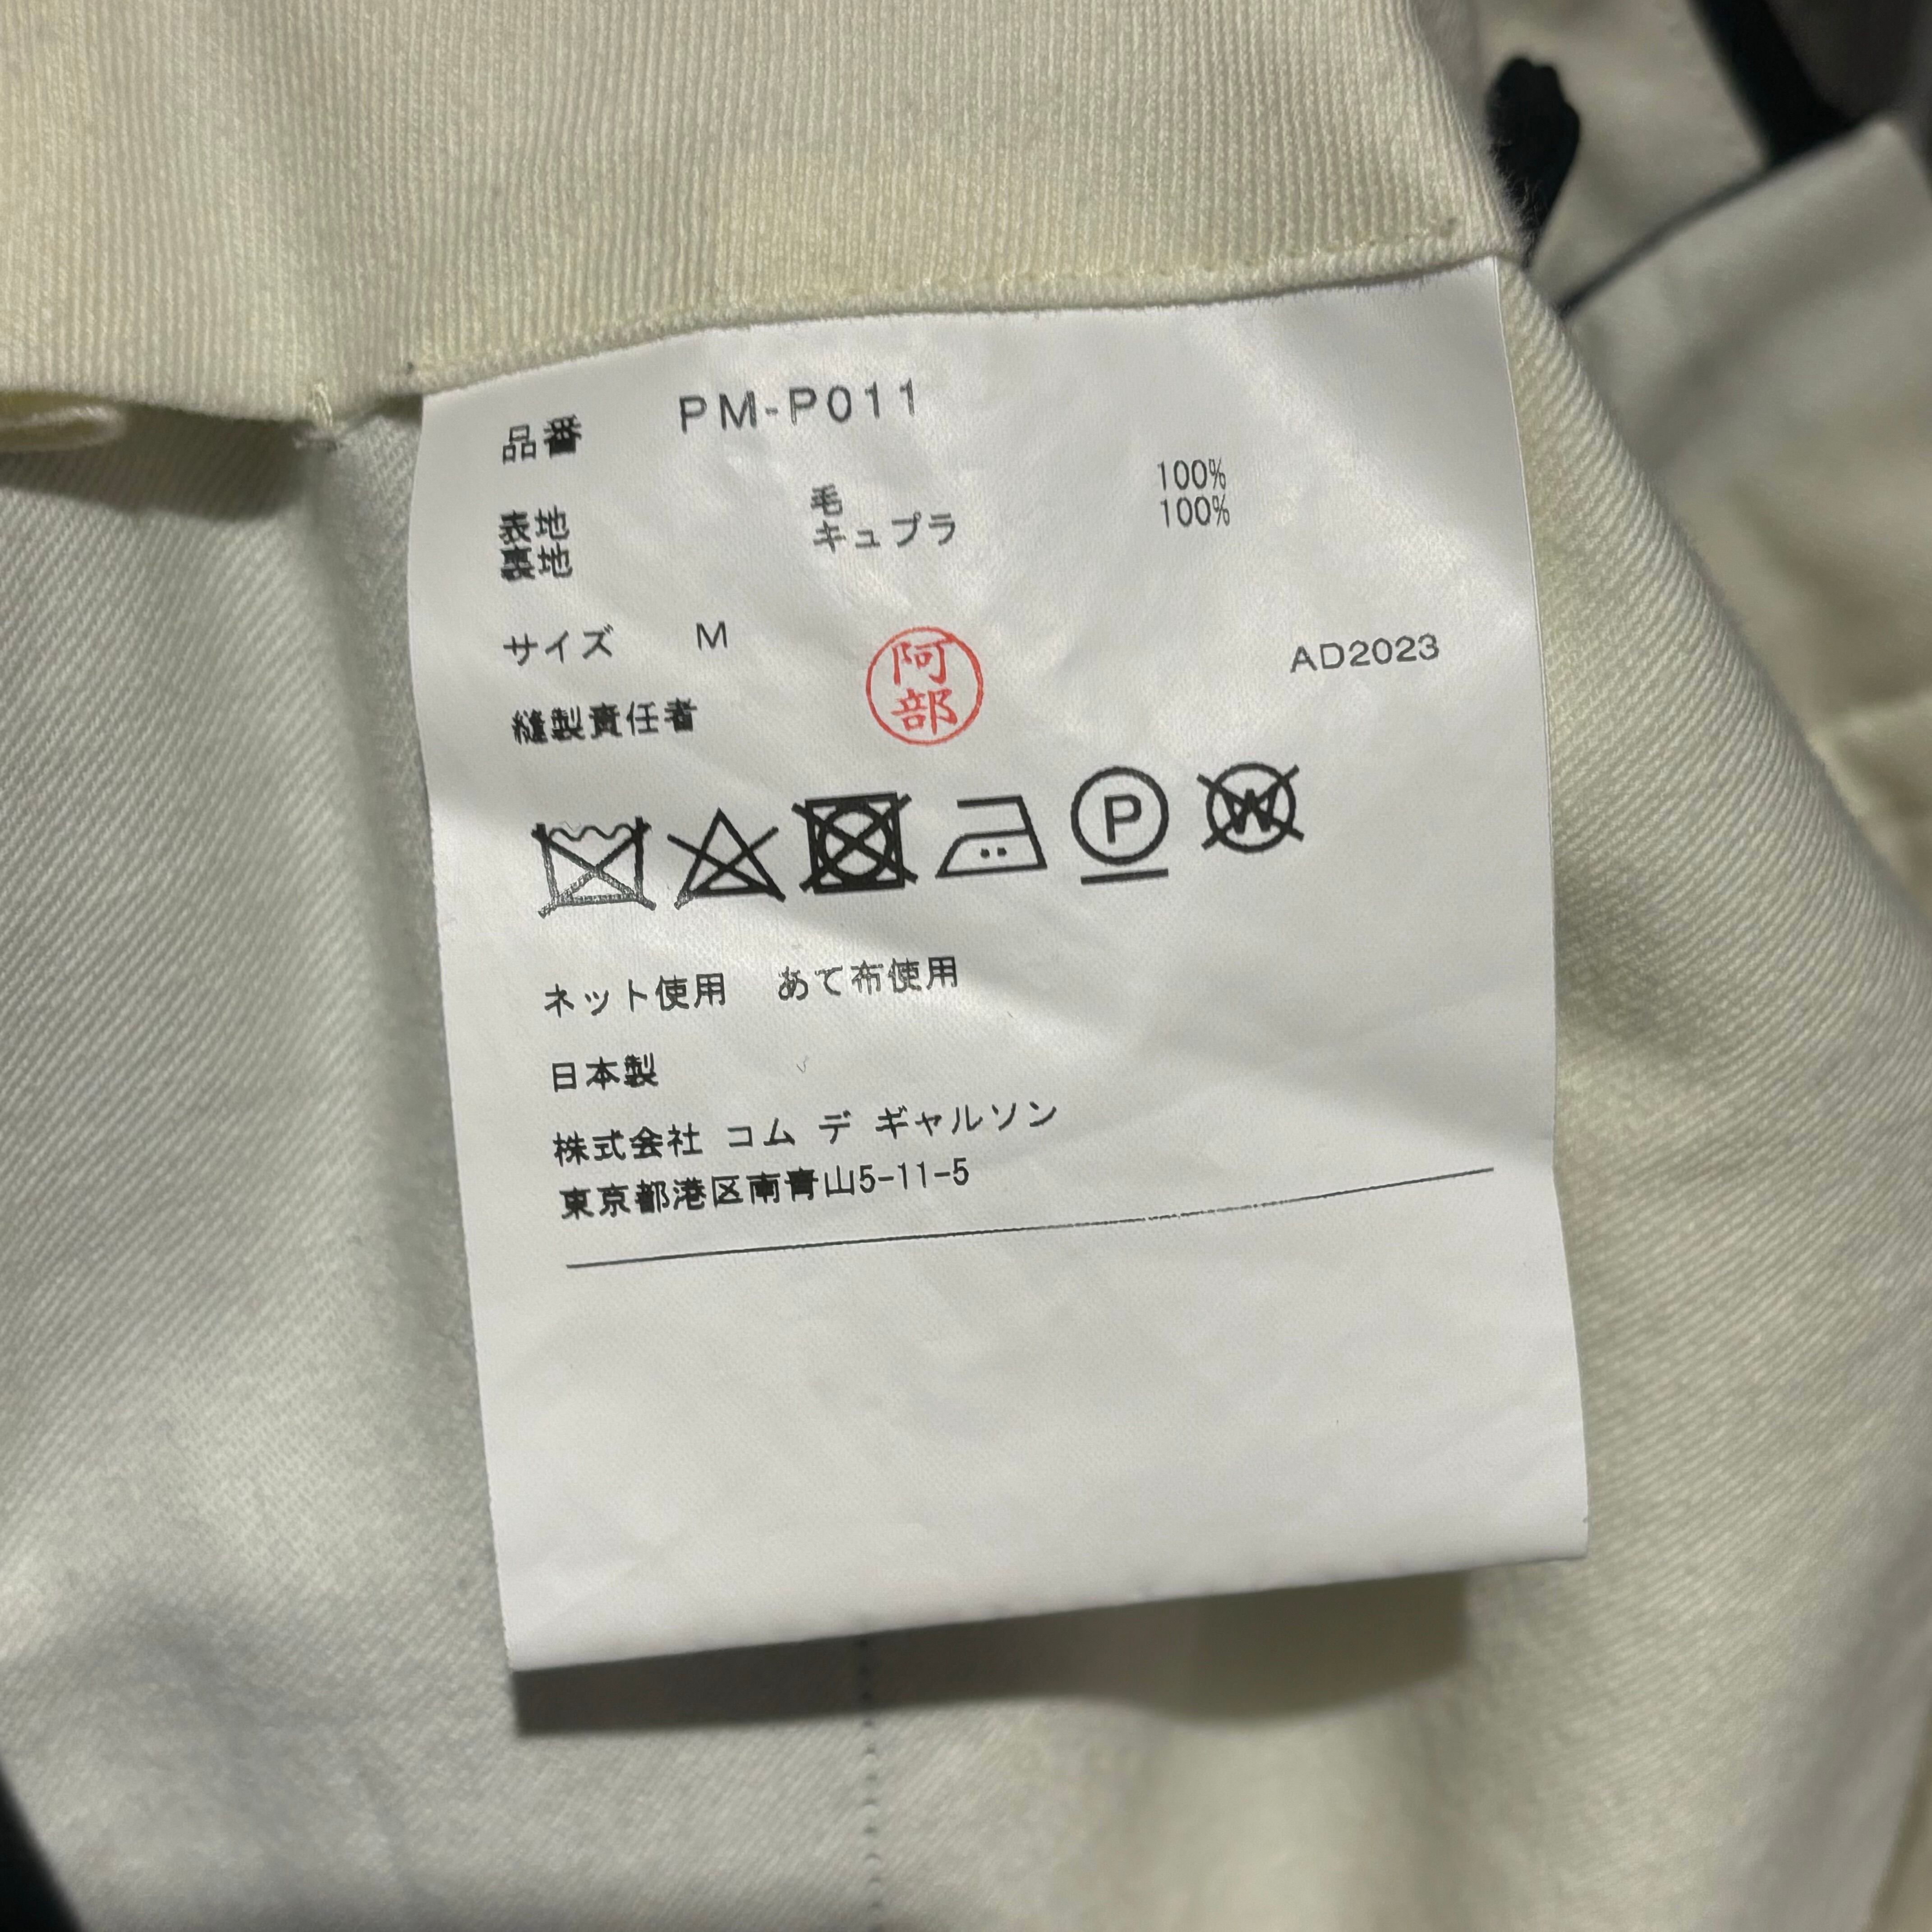 品番 PM-P011
表地 毛 100%
裏地 キュプラ 100%
サイズ M AD2023
縫製責任者 阿部
P W
ネット使用 あて布使用
日本製
株式会社 コム デ ギャルソン
東京都港区南青山5-11-5